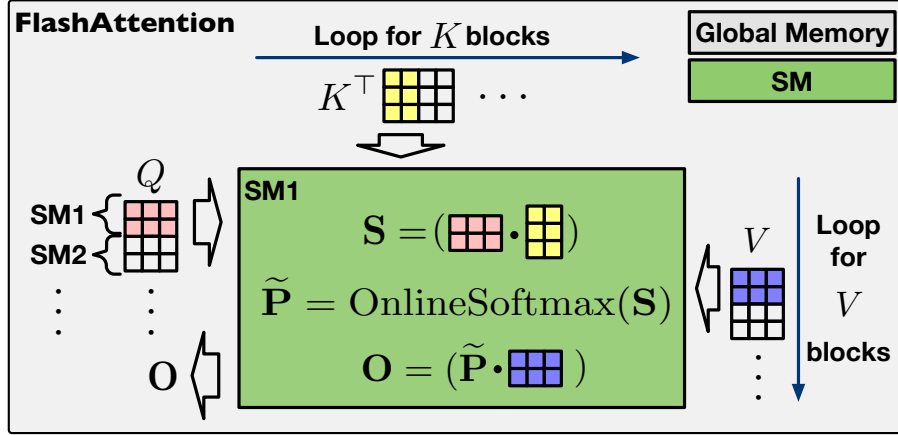 FlashAttention
Loop for K blocks
Global Memory
SM
K⊤ · · ·
SM1
Q
SM1
SM2
S = ( · )
P̃ = OnlineSoftmax(S)
O = (P̃ · )
O
V
Loop
for
V
blocks